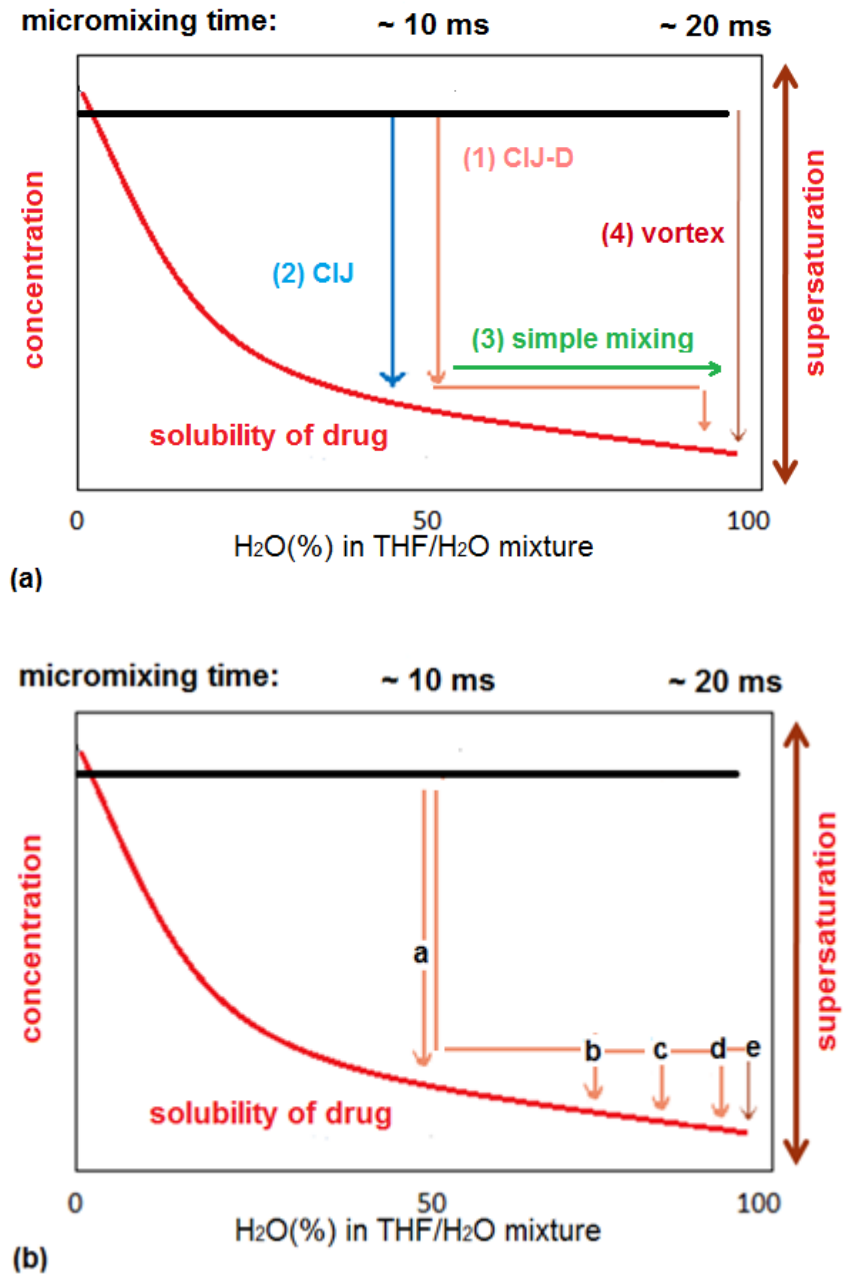 micromixing time: ~ 10 ms ~ 20 ms
concentration
(1) CIJ-D
(2) CIJ
(4) vortex
(3) simple mixing
solubility of drug
supersaturation
0 50 100
H2O(%) in THF/H2O mixture
(a)
micromixing time: ~ 10 ms ~ 20 ms
concentration
a
b c d e
solubility of drug
supersaturation
0 50 100
H2O(%) in THF/H2O mixture
(b)